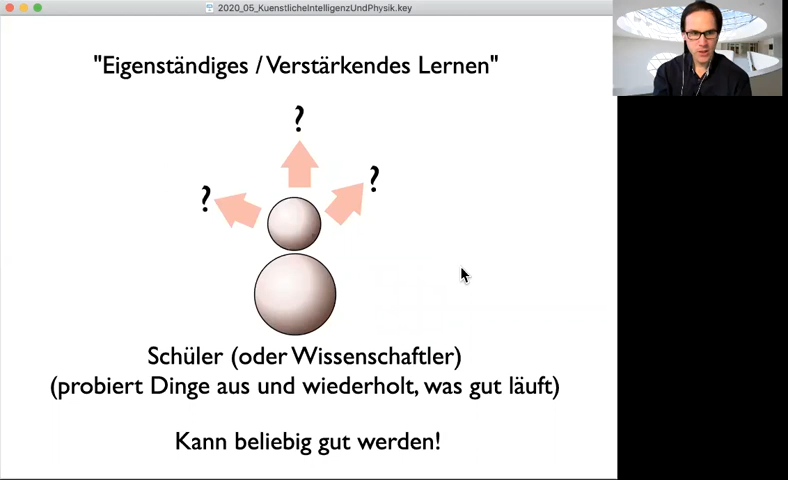 2020_05_KuenstlicheIntelligenzUndPhysik.key
"Eigenständiges / Verstärkendes Lernen"
?
?
?
Schüler (oder Wissenschaftler)
(probiert Dinge aus und wiederholt, was gut läuft)
Kann beliebig gut werden!